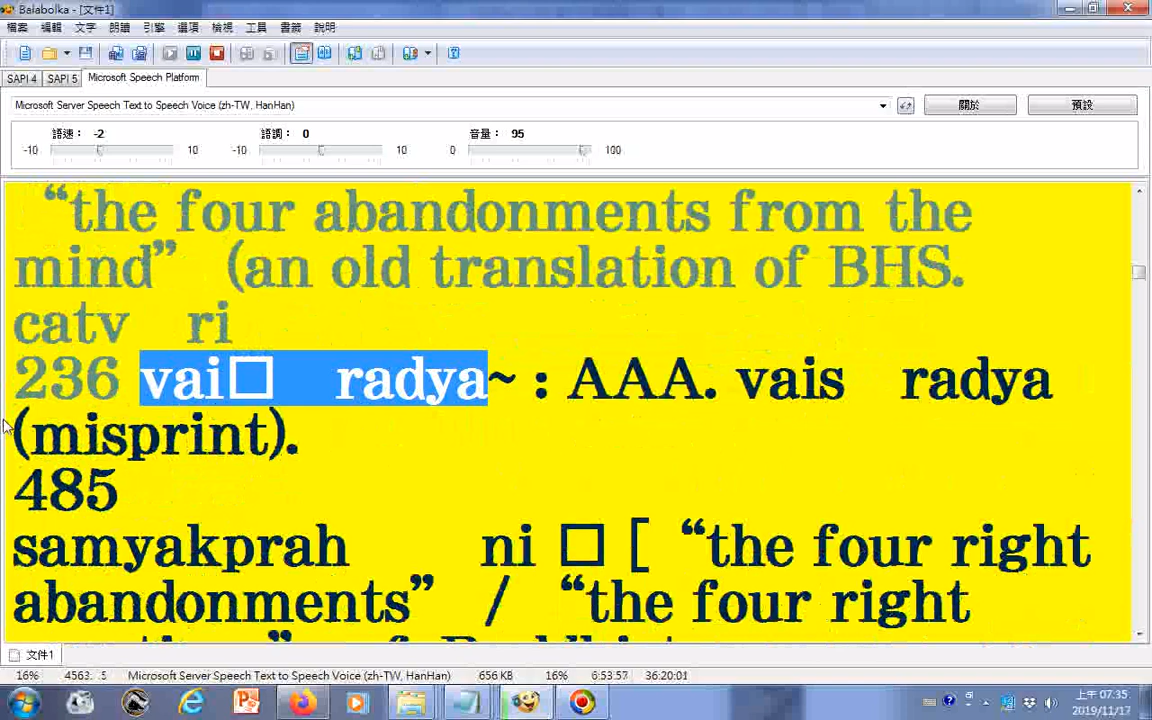 Balabolka - [文件1]
檔案 編輯 文字 朗讀 引擎 選項 檢視 工具 書籤 說明
SAPI 4 SAPI 5 Microsoft Speech Platform
Microsoft Server Speech Text to Speech Voice (zh-TW, HanHan) 關於 預設
語速： -2 語調： 0 音量： 95
-10 10 -10 10 0 100
“the four abandonments from the
mind” (an old translation of BHS.
catv ri
236 vai□ radya~ : AAA. vais radya
(misprint).
485
samyakprah ni □ [ “the four right
abandonments” / “the four right
文件1
16% 4563: 5 Microsoft Server Speech Text to Speech Voice (zh-TW, HanHan) 656 KB 16% 6:53:57 36:20:01
上午 07:35
2019/11/17